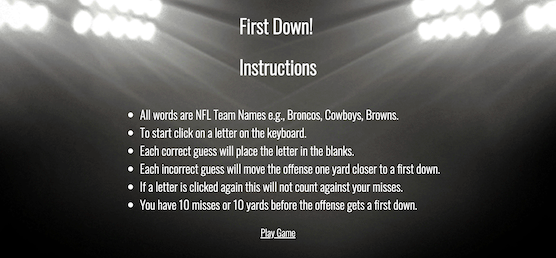 First Down!
Instructions
All words are NFL Team Names e.g., Broncos, Cowboys, Browns.
To start click on a letter on the keyboard.
Each correct guess will place the letter in the blanks.
Each incorrect guess will move the offense one yard closer to a first down.
If a letter is clicked again this will not count against your misses.
You have 10 misses or 10 yards before the offense gets a first down.
Play Game